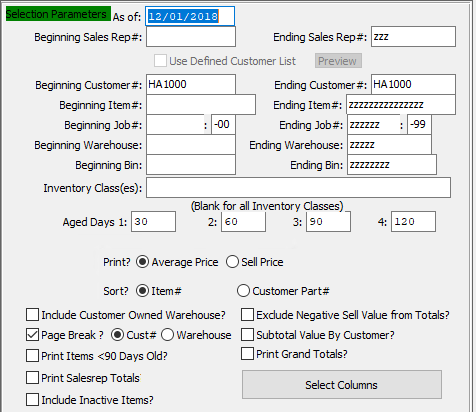 Selection Parameters As of: 12/01/2018
Beginning Sales Rep#: Ending Sales Rep#: zzz
Use Defined Customer List Preview
Beginning Customer#: HA1000 Ending Customer#: HA1000
Beginning Item#: Ending Item#: zzzzzzzzzzzzzzz
Beginning Job#: : -00 Ending Job#: zzzzzz : -99
Beginning Warehouse: Ending Warehouse: zzzzz
Beginning Bin: Ending Bin: zzzzzzzz
Inventory Class(es):
(Blank for all Inventory Classes)
Aged Days 1: 30 2: 60 3: 90 4: 120
Print? Average Price Sell Price
Sort? Item# Customer Part#
Include Customer Owned Warehouse? Exclude Negative Sell Value from Totals?
Page Break ? Cust# Warehouse Subtotal Value By Customer?
Print Items <90 Days Old? Print Grand Totals?
Print Salesrep Totals
Select Columns
Include Inactive Items?